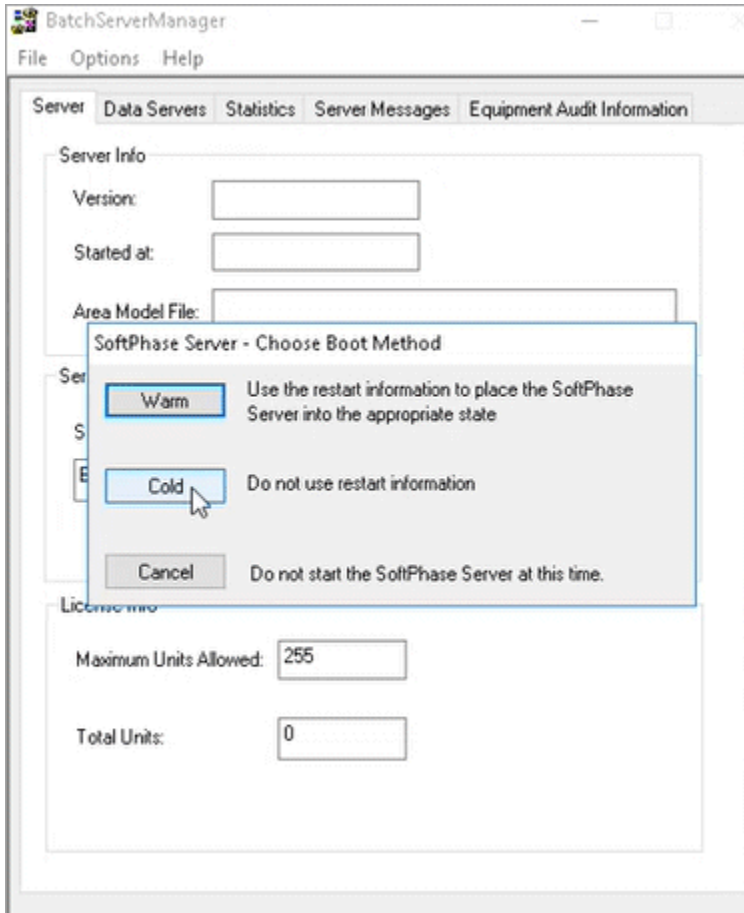 BatchServerManager
File Options Help
Server Data Servers Statistics Server Messages Equipment Audit Information
Server Info
Version:
Started at:
Area Model File:
SoftPhase Server - Choose Boot Method
Ser
Warm
Use the restart information to place the SoftPhase
Server into the appropriate state
S
E
Cold
Do not use restart information
Cancel
Do not start the SoftPhase Server at this time.
Maximum Units Allowed: 255
Total Units: 0